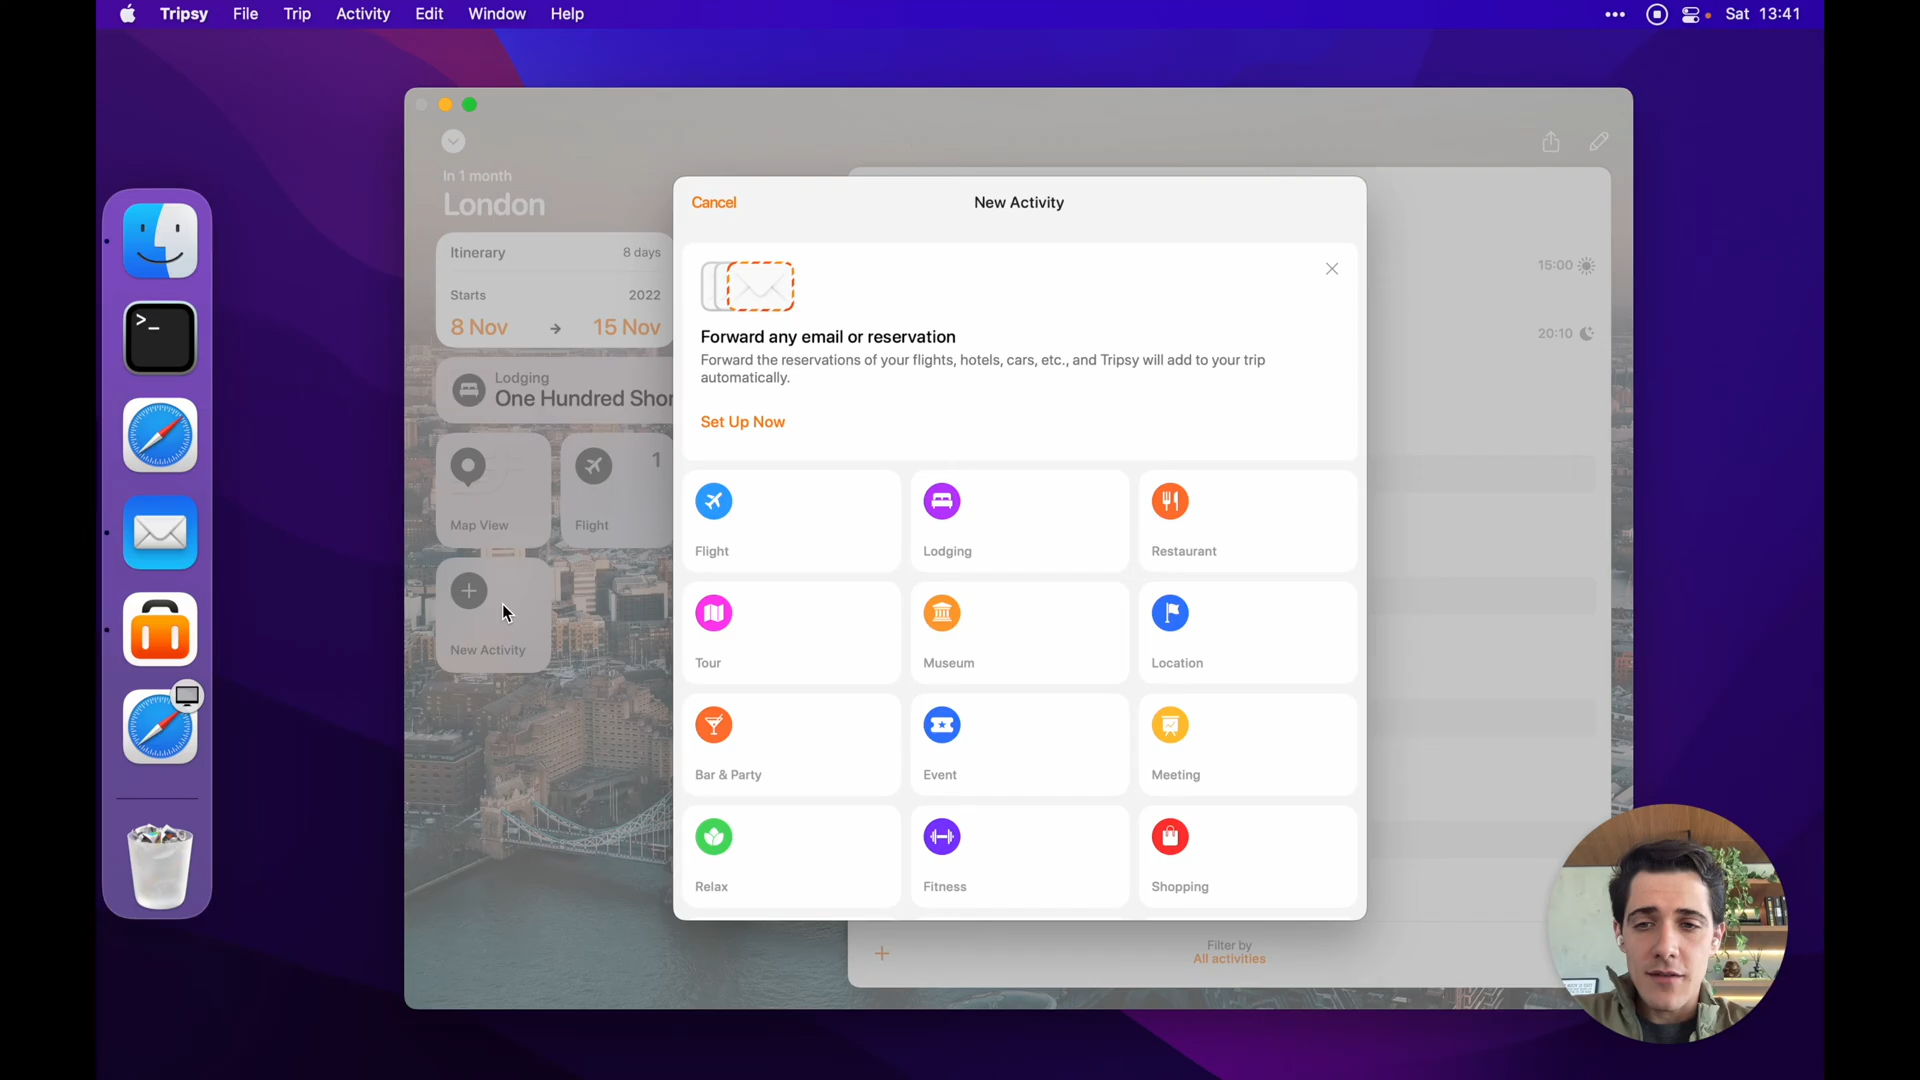 Tripsy File Trip Activity Edit Window Help
Sat 13:41
In 1 month
London
Itinerary 8 days
Starts 2022
8 Nov → 15 Nov
Lodging
One Hundred Shor
1
Map View
Flight
New Activity
Cancel
New Activity
Forward any email or reservation
Forward the reservations of your flights, hotels, cars, etc., and Tripsy will add to your trip
automatically.
Set Up Now
Flight
Lodging
Restaurant
Tour
Museum
Location
Bar & Party
Event
Meeting
Relax
Fitness
Shopping
15:00
20:10
Filter by
All activities